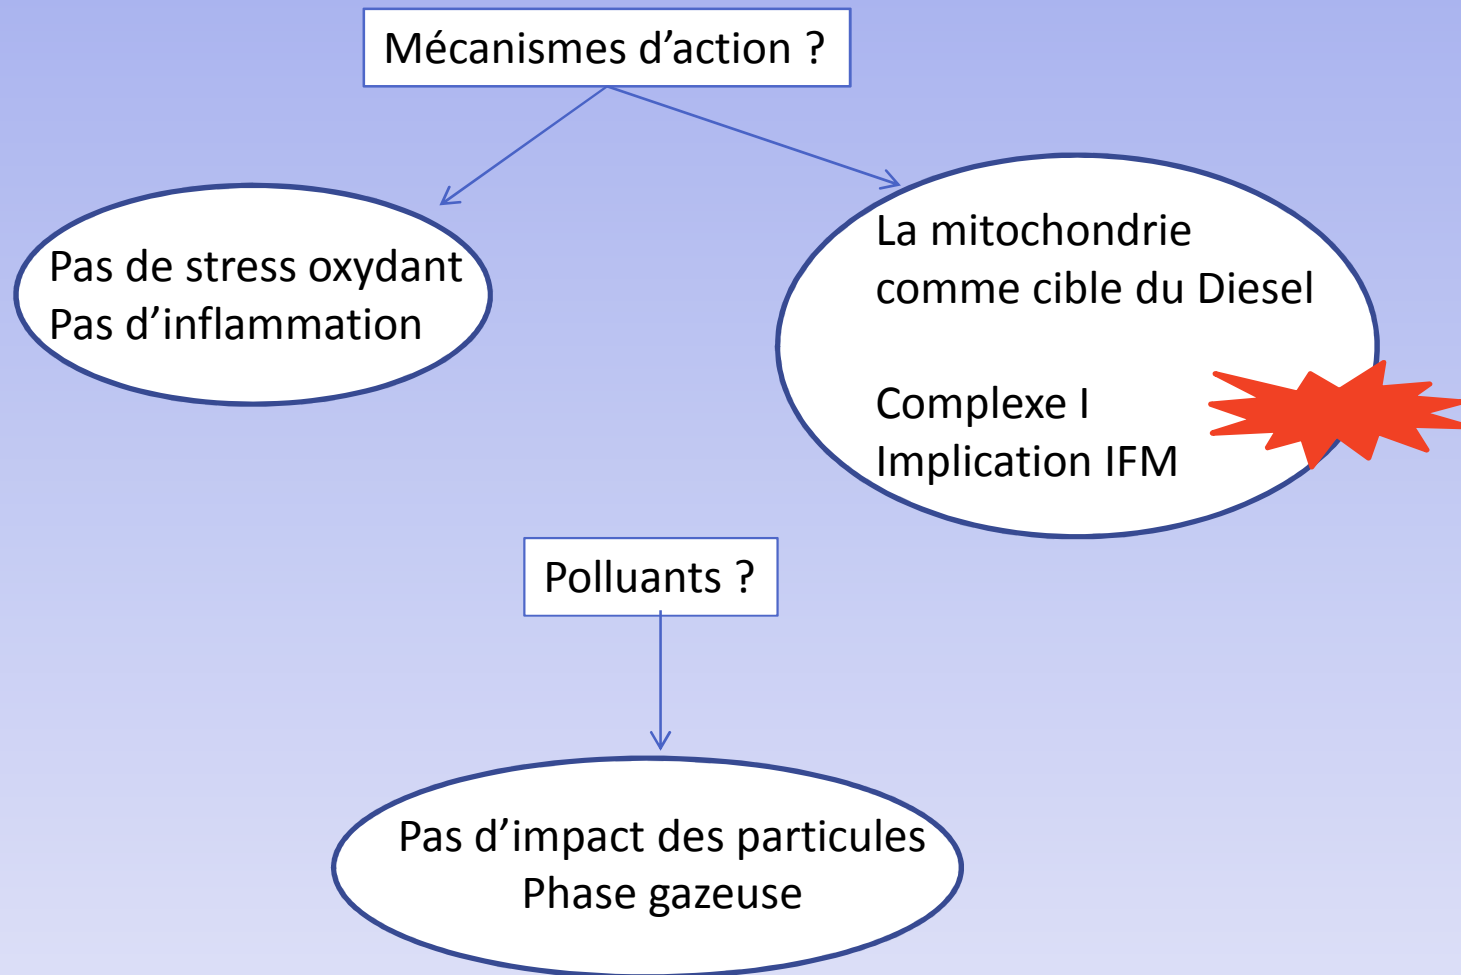 Mécanismes d’action ?
Pas de stress oxydant
Pas d’inflammation
La mitochondrie
comme cible du Diesel
Complexe I
Implication IFM
Polluants ?
Pas d’impact des particules
Phase gazeuse